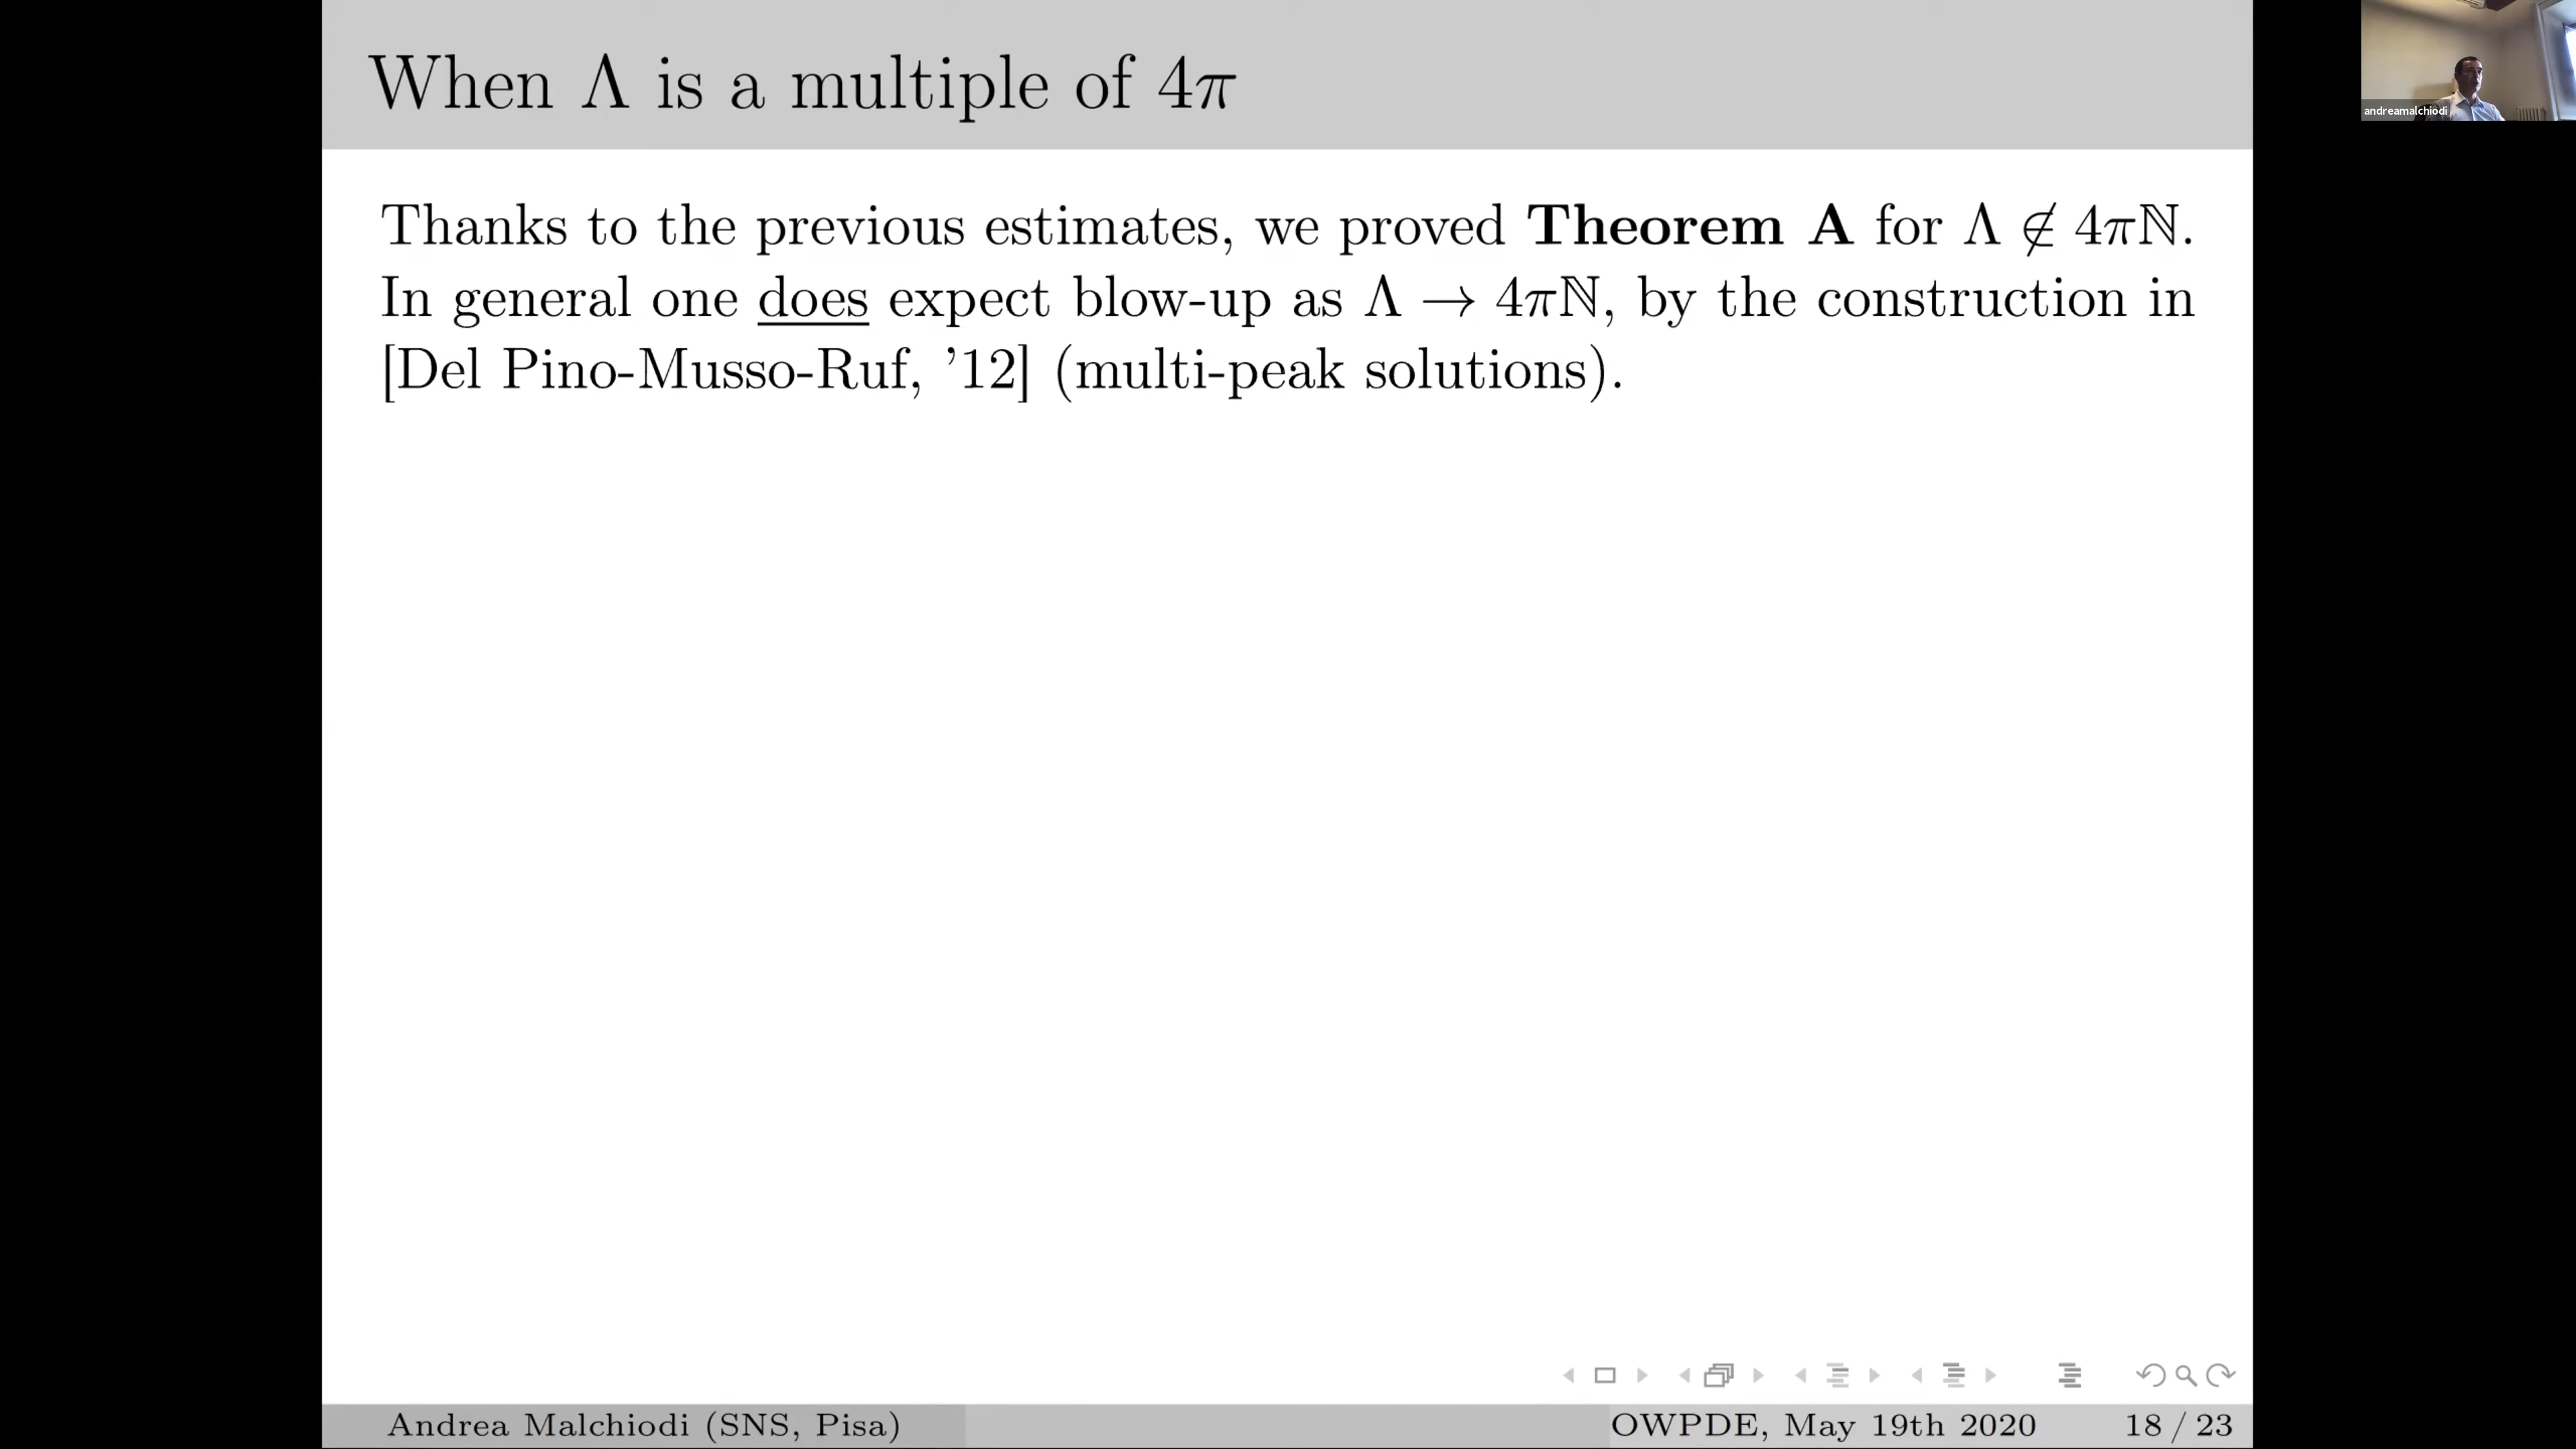 When Λ is a multiple of 4π
andreamalchiodi
Thanks to the previous estimates, we proved Theorem A for Λ ∉ 4πℕ.
In general one does expect blow-up as Λ → 4πℕ, by the construction in
[Del Pino-Musso-Ruf, ’12] (multi-peak solutions).
Andrea Malchiodi (SNS, Pisa)
OWPDE, May 19th 2020
18 / 23